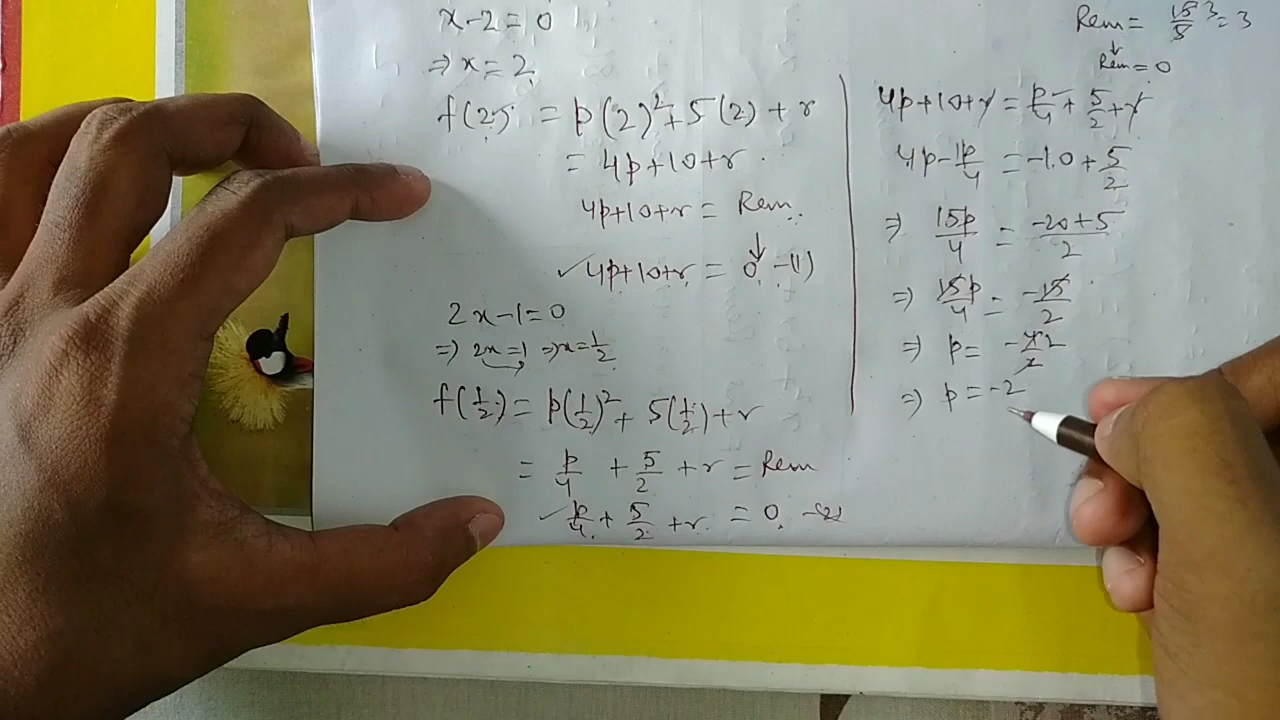 x-2=0
⇒ x=2
f(2) = p(2)²+5(2)+r
= 4p+10+r
4p+10+r = Rem
✓4p+10+r = 0 -(1)
2x-1=0
⇒ 2x=1 ⇒x=1/2
f(1/2) = p(1/2)² + 5(1/2)+r
= p/4 + 5/2 + r = Rem
✓p/4 + 5/2 + r = 0 -(2)
Rem = 15/5 3 = 3
Rem=0
4p+10+r = p/4 + 5/2 + r
4p-1p/4 = -10+5/2
⇒ 15p/4 = -20+5/2
⇒ 15p/4 = -15/2
⇒ p= -4 2/2
⇒ p=-2